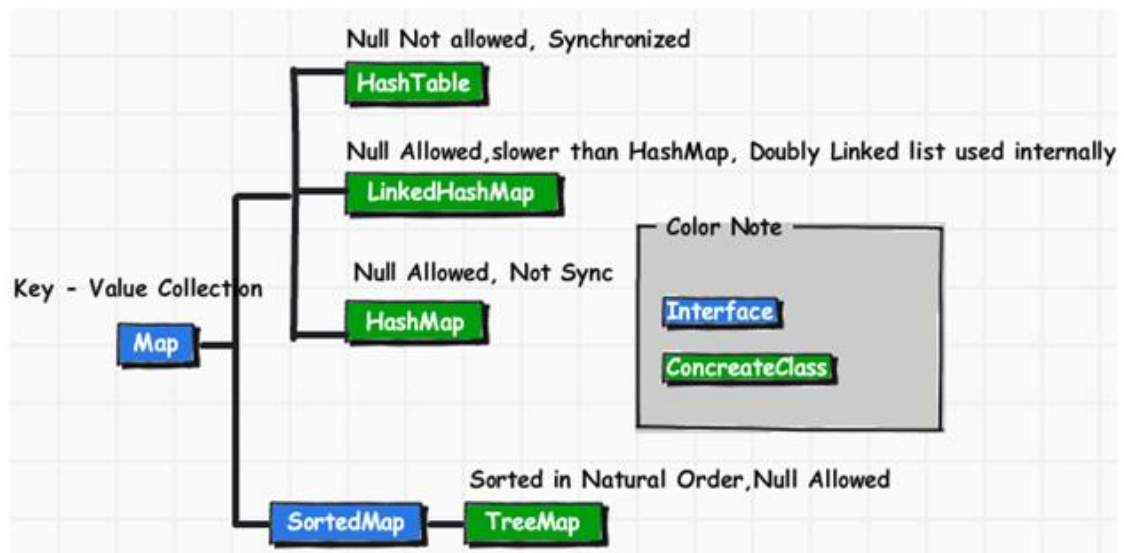 Null Not allowed, Synchronized
HashTable
Null Allowed,slower than HashMap, Doubly Linked list used internally
LinkedHashMap
Color Note
Null Allowed, Not Sync
Key - Value Collection
Interface
HashMap
Map
ConcreateClass
Sorted in Natural Order,Null Allowed
SortedMap
TreeMap